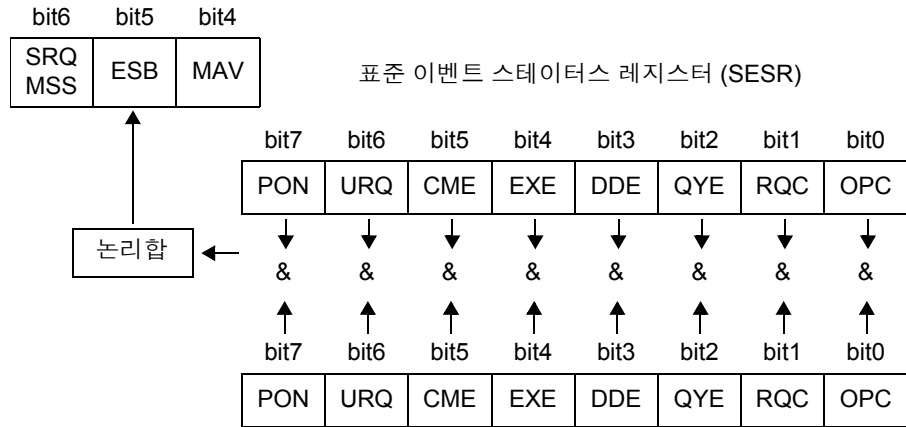 bit6 bit5 bit4
SRQ MSS ESB MAV
표준 이벤트 스테이터스 레지스터 (SESR)
bit7 bit6 bit5 bit4 bit3 bit2 bit1 bit0
PON URQ CME EXE DDE QYE RQC OPC
논리합
& & & & & & & &
bit7 bit6 bit5 bit4 bit3 bit2 bit1 bit0
PON URQ CME EXE DDE QYE RQC OPC